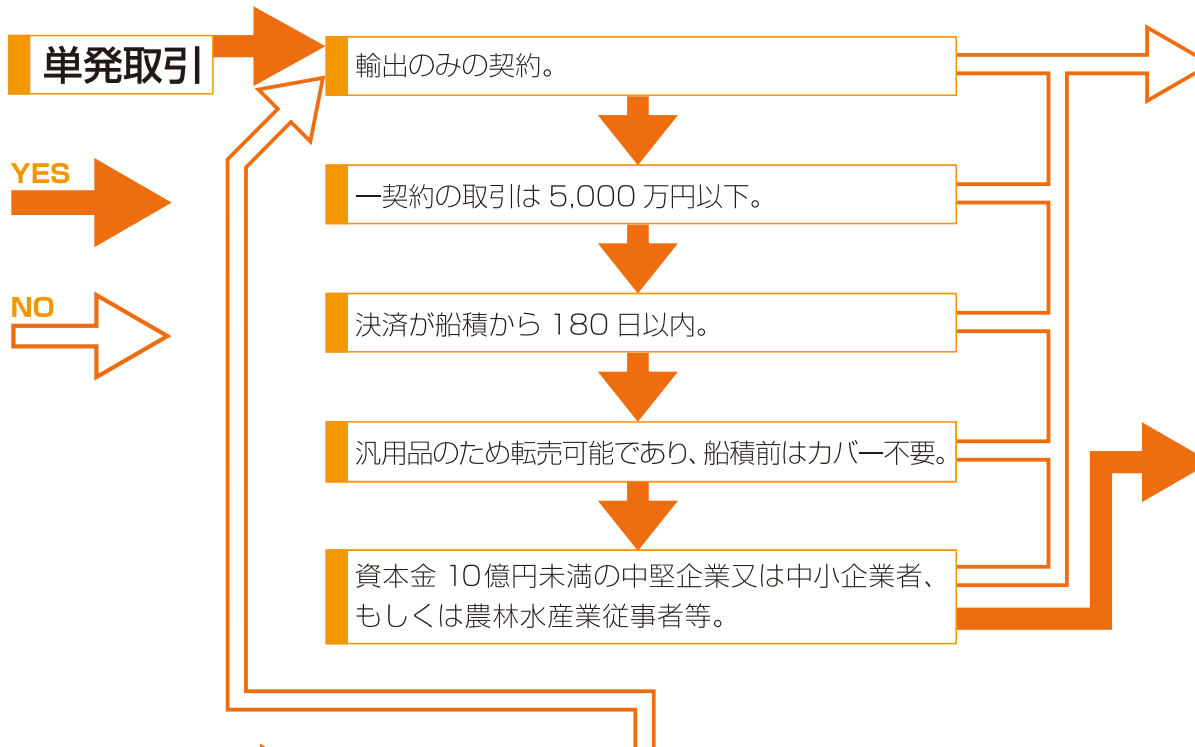 単発取引
輸出のみの契約。
YES
一契約の取引は 5,000 万円以下。
NO
決済が船積から 180 日以内。
汎用品のため転売可能であり、船積前はカバー不要。
資本金 10億円未満の中堅企業又は中小企業者、
もしくは農林水産業従事者等。